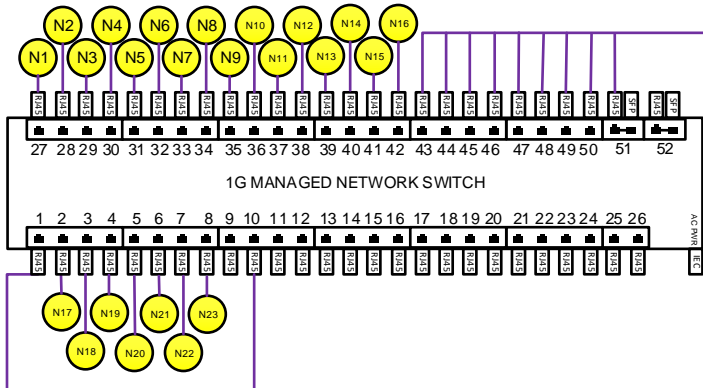 N2 N4 N6 N8 N10 N12 N14 N16
N1 N3 N5 N7 N9 N11 N13 N15
RJ45 RJ45 RJ45 RJ45 RJ45 RJ45 RJ45 RJ45 RJ45 RJ45 RJ45 RJ45 RJ45 RJ45 RJ45 RJ45 RJ45 RJ45 RJ45 RJ45 RJ45 RJ45 RJ45 RJ45 RJ45 SFP RJ45 SFP
27 28 29 30 31 32 33 34 35 36 37 38 39 40 41 42 43 44 45 46 47 48 49 50 51 52
1G MANAGED NETWORK SWITCH
1 2 3 4 5 6 7 8 9 10 11 12 13 14 15 16 17 18 19 20 21 22 23 24 25 26
AC PWR
RJ45 RJ45 RJ45 RJ45 RJ45 RJ45 RJ45 RJ45 RJ45 RJ45 RJ45 RJ45 RJ45 RJ45 RJ45 RJ45 RJ45 RJ45 RJ45 RJ45 RJ45 RJ45 RJ45 RJ45 RJ45 RJ45 IEC
N17 N19 N21 N23
N18 N20 N22